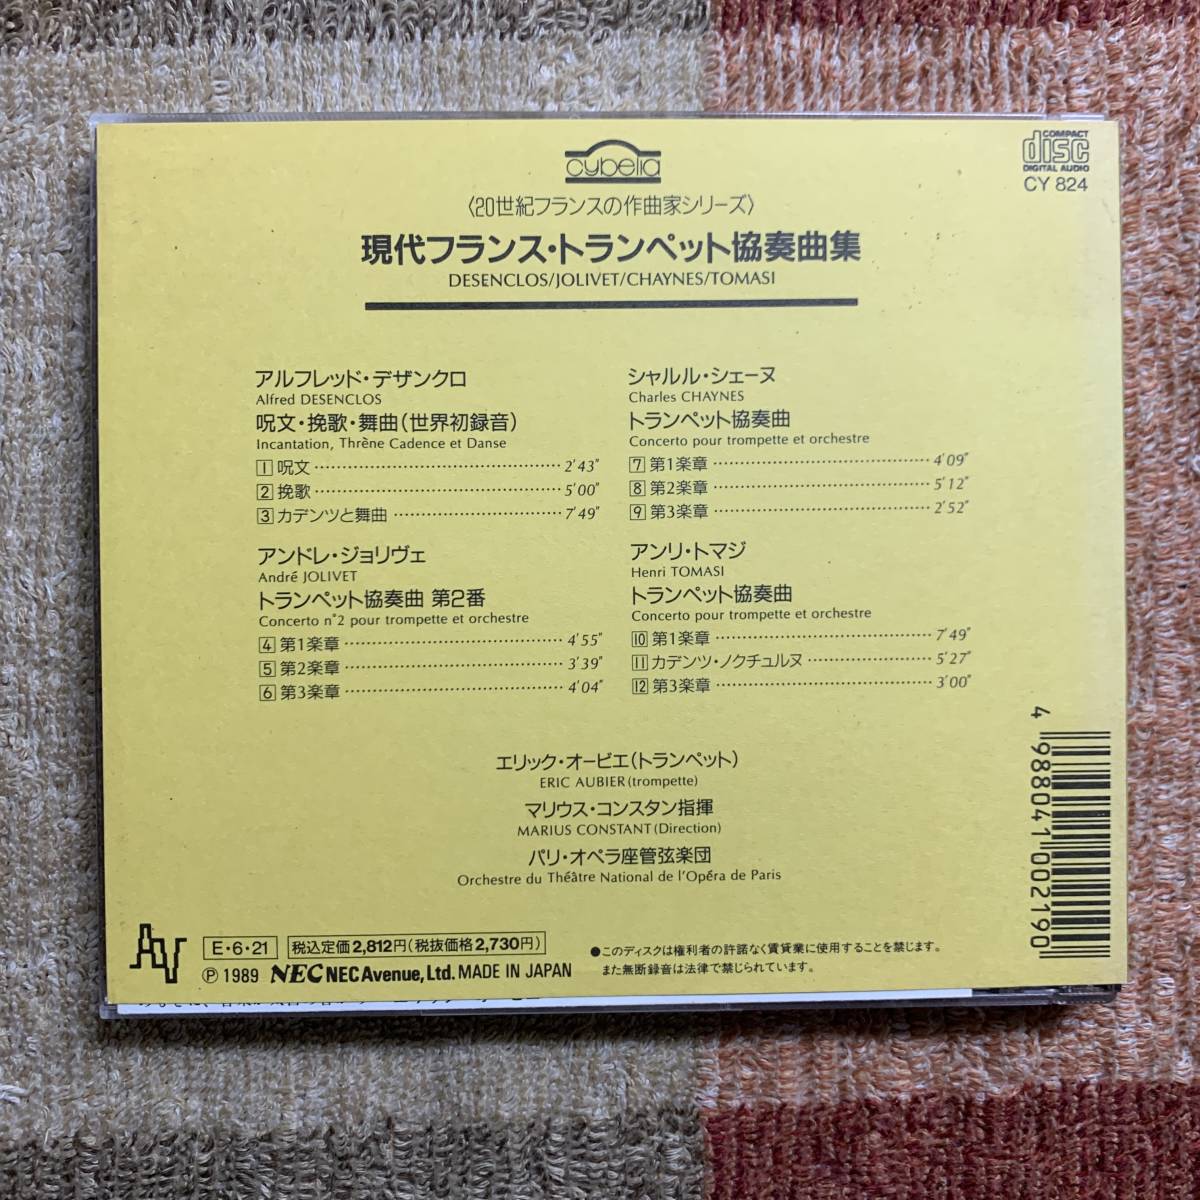 cybelia
COMPACT
disc
DIGITAL AUDIO
CY 824
〈20世紀フランスの作曲家シリーズ〉
現代フランス・トランペット協奏曲集
DESENCLOS/JOLIVET/CHAYNES/TOMASI
アルフレッド・デザンクロ
Alfred DESENCLOS
呪文・挽歌・舞曲(世界初録音)
Incantation, Thrène Cadence et Danse
1 呪文 2'43"
2 挽歌 5'00"
3 カデンツと舞曲 7'49"
アンドレ・ジョリヴェ
André JOLIVET
トランペット協奏曲 第2番
Concerto n°2 pour trompette et orchestre
4 第1楽章 4'55"
5 第2楽章 3'39"
6 第3楽章 4'04"
シャルル・シェーヌ
Charles CHAYNES
トランペット協奏曲
Concerto pour trompette et orchestre
7 第1楽章 4'09"
8 第2楽章 5'12"
9 第3楽章 2'52"
アンリ・トマジ
Henri TOMASI
トランペット協奏曲
Concerto pour trompette et orchestre
10 第1楽章 7'49"
11 カデンツ・ノクチュルヌ 5'27"
12 第3楽章 3'00"
エリック・オービエ(トランペット)
ERIC AUBIER (trompette)
マリウス・コンスタン指揮
MARIUS CONSTANT (Direction)
パリ・オペラ座管弦楽団
Orchestre du Théâtre National de l'Opéra de Paris
4 988041 002190
AV
E・6・21 税込定価2,812円(税抜価格2,730円)
℗ 1989 NEC NEC Avenue, Ltd. MADE IN JAPAN
●このディスクは権利者の許諾なく賃貸業に使用することを禁じます。
また無断録音は法律で禁じられています。